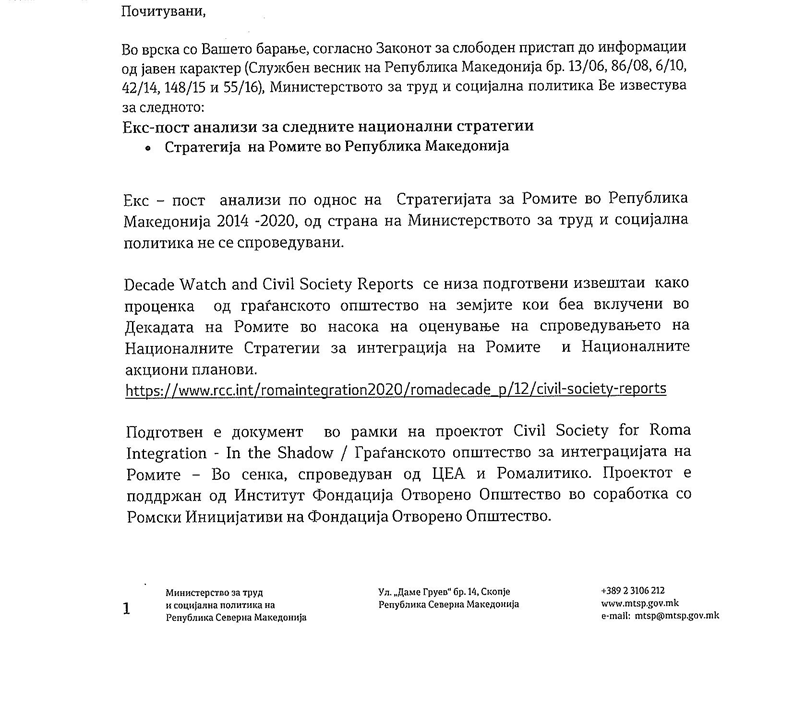 Почитувани,
Во врска со Вашето барање, согласно Законот за слободен пристап до информации
од јавен карактер (Службен весник на Република Македонија бр. 13/06, 86/08, 6/10,
42/14, 148/15 и 55/16), Министерството за труд и социјална политика Ве известува
за следното:
Екс-пост анализи за следните национални стратегии
• Стратегија на Ромите во Република Македонија
Екс – пост анализи по однос на Стратегијата за Ромите во Република
Македонија 2014 -2020, од страна на Министерството за труд и социјална
политика не се спроведувани.
Decade Watch and Civil Society Reports се низа подготвени извештаи како
проценка од граѓанското општество на земјите кои беа вклучени во
Декадата на Ромите во насока на оценување на спроведувањето на
Националните Стратегии за интеграција на Ромите и Националните
акциони планови.
https://www.rcc.int/romaintegration2020/romadecade_p/12/civil-society-reports
Подготвен е документ во рамки на проектот Civil Society for Roma
Integration - In the Shadow / Граѓанското општество за интеграцијата на
Ромите – Во сенка, спроведуван од ЦЕА и Ромалитико. Проектот е
поддржан од Институт Фондација Отворено Општество во соработка со
Ромски Иницијативи на Фондација Отворено Општество.
1
Министерство за труд
и социјална политика на
Република Северна Македонија
Ул. „Даме Груев“ бр. 14, Скопје
Република Северна Македонија
+389 2 3106 212
www.mtsp.gov.mk
e-mail: mtsp@mtsp.gov.mk